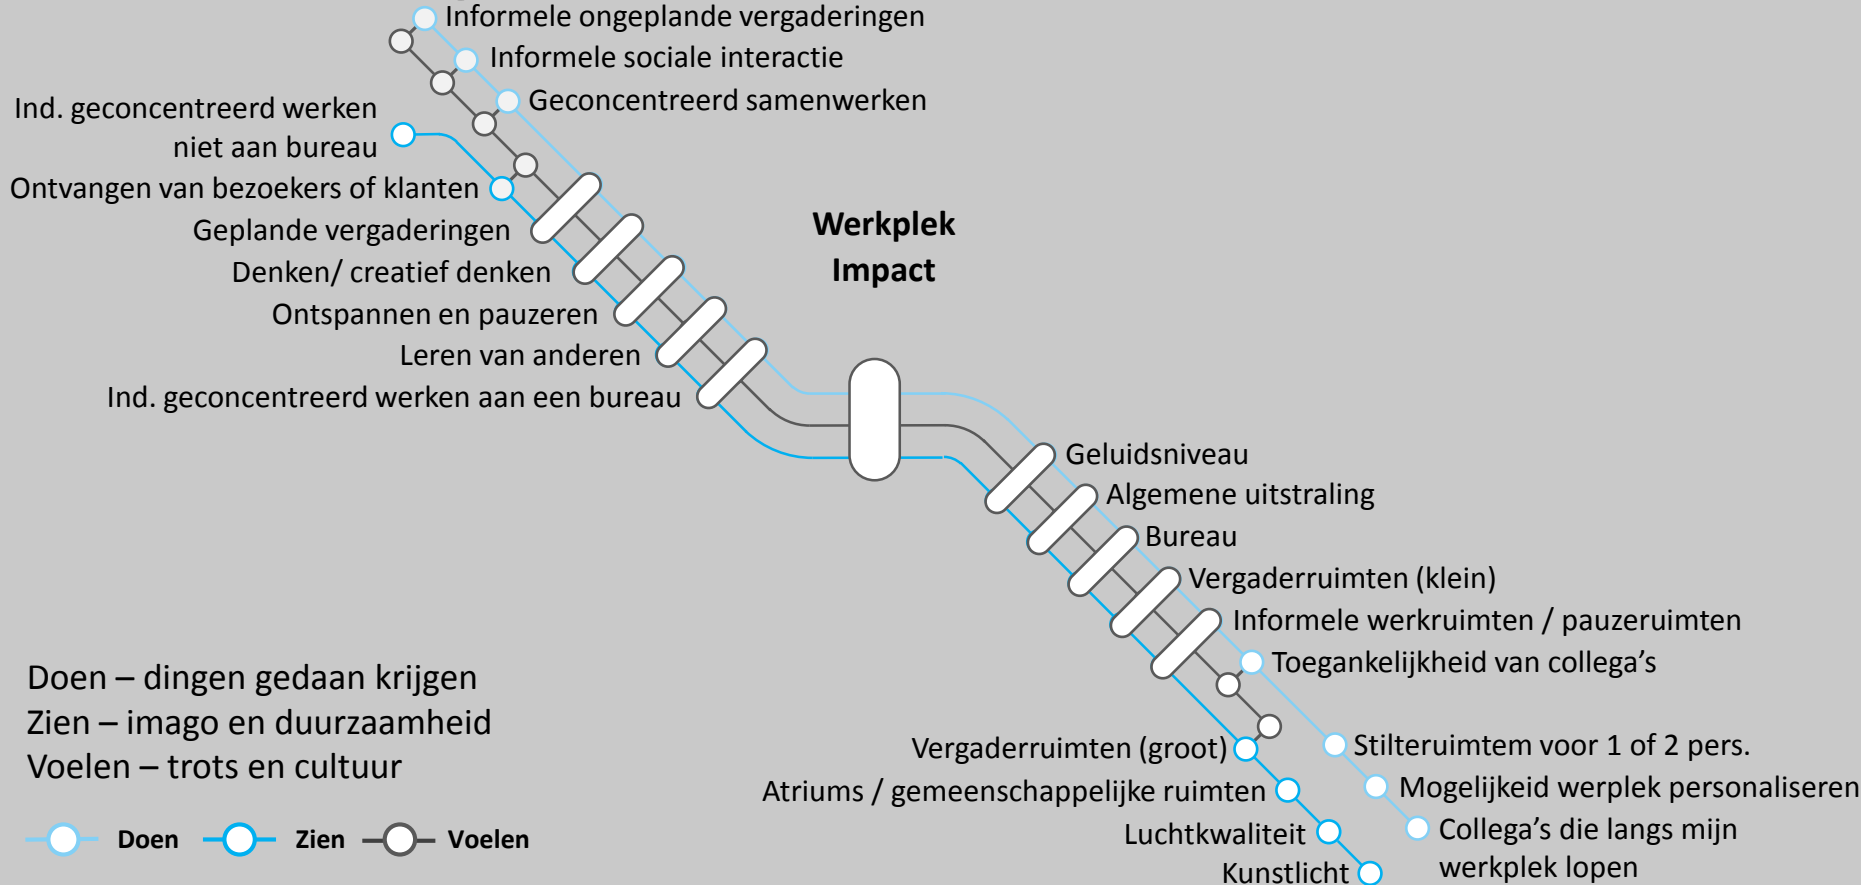 Informele ongeplande vergaderingen
Informele sociale interactie
Geconcentreerd samenwerken
Ind. geconcentreerd werken
niet aan bureau
Ontvangen van bezoekers of klanten
Geplande vergaderingen
Denken/ creatief denken
Ontspannen en pauzeren
Leren van anderen
Ind. geconcentreerd werken aan een bureau
Werkplek
Impact
Geluidsniveau
Algemene uitstraling
Bureau
Vergaderruimten (klein)
Informele werkruimten / pauzeruimten
Toegankelijkheid van collega’s
Vergaderruimten (groot)
Stilteruimtem voor 1 of 2 pers.
Atriums / gemeenschappelijke ruimten
Mogelijkeid werplek personaliseren
Luchtkwaliteit
Collega’s die langs mijn
werkplek lopen
Kunstlicht
Doen – dingen gedaan krijgen
Zien – imago en duurzaamheid
Voelen – trots en cultuur
Doen
Zien
Voelen